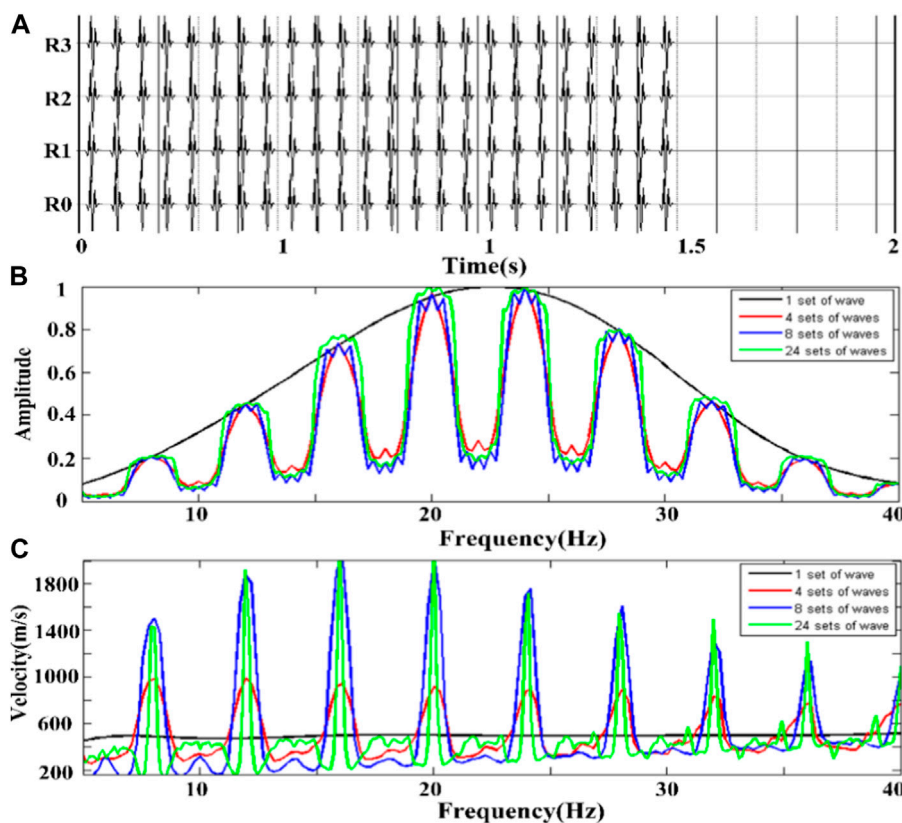 A
R3
R2
R1
R0
0 1 1 1.5 2
Time(s)
B
1
0.8
0.6
0.4
0.2
0
Amplitude
1 set of wave
4 sets of waves
8 sets of waves
24 sets of waves
10 20 30 40
Frequency(Hz)
C
1800
1400
1000
600
200
Velocity(m/s)
1 set of wave
4 sets of waves
8 sets of waves
24 sets of wave
10 20 30 40
Frequency(Hz)